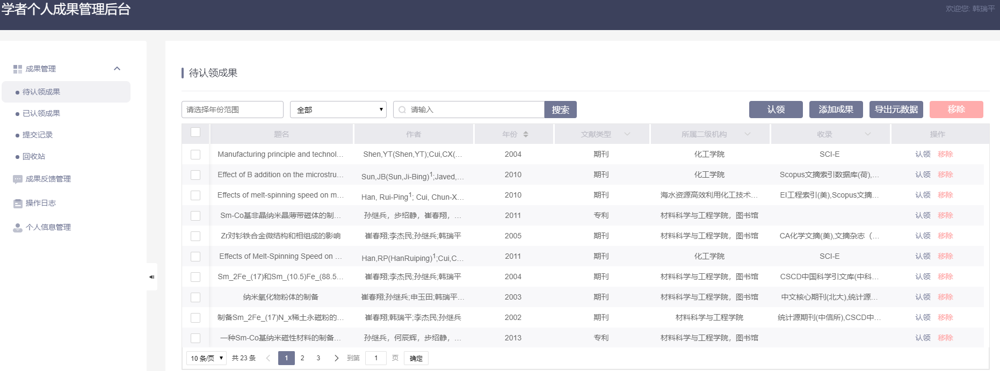 学者个人成果管理后台
欢迎您: 韩瑞平
成果管理
待认领成果
已认领成果
提交记录
回收站
成果反馈管理
操作日志
个人信息管理
待认领成果
请选择年份范围 全部 请输入 搜索 认领 添加成果 导出元数据 移除
题名 作者 年份 文献类型 所属二级机构 收录 操作
Manufacturing principle and technol... Shen,YT(Shen,YT);Cui,CX(... 2004 期刊 化工学院 SCI-E 认领 移除
Effect of B addition on the microstru... Sun,JB(Sun,Ji-Bing)¹;Javed,... 2010 期刊 化工学院 Scopus文摘索引数据库(荷),... 认领 移除
Effects of melt-spinning speed on m... Han, Rui-Ping¹; Cui, Chun-X... 2010 期刊 海水资源高效利用化工技术... EI工程索引(美),Scopus文摘... 认领 移除
Sm-Co基非晶纳米晶薄带磁体的制... 孙继兵，步绍静，崔春翔，... 2011 专利 材料科学与工程学院，图书馆 认领 移除
Zr对钐铁合金微结构和相组成的影响 崔春翔;李杰民;孙继兵;韩瑞平 2005 期刊 材料科学与工程学院，图书馆 CA化学文摘(美),文摘杂志（... 认领 移除
Effects of Melt-Spinning Speed on ... Han,RP(HanRuiping)¹;Cui,C... 2011 期刊 化工学院 SCI-E 认领 移除
Sm_2Fe_(17)和Sm_(10.5)Fe_(88.5... 崔春翔;李杰民;孙继兵;韩瑞平 2004 期刊 材料科学与工程学院，图书馆 CSCD中国科学引文库(中科... 认领 移除
纳米氧化物粉体的制备 崔春翔;孙继兵;申玉田;韩瑞平... 2003 期刊 材料科学与工程学院，图书馆 中文核心期刊(北大),统计源... 认领 移除
制备Sm_2Fe_(17)N_x稀土永磁粉的... 崔春翔;韩瑞平;李杰民;孙继兵 2002 期刊 材料科学与工程学院 统计源期刊(中信所),CSCD中... 认领 移除
一种Sm-Co基纳米磁性材料的制备... 孙继兵，何辰辉，步绍静，... 2013 专利 材料科学与工程学院，图书馆 认领 移除
10 条/页 共 23 条 1 2 3 到第 1 页 确定